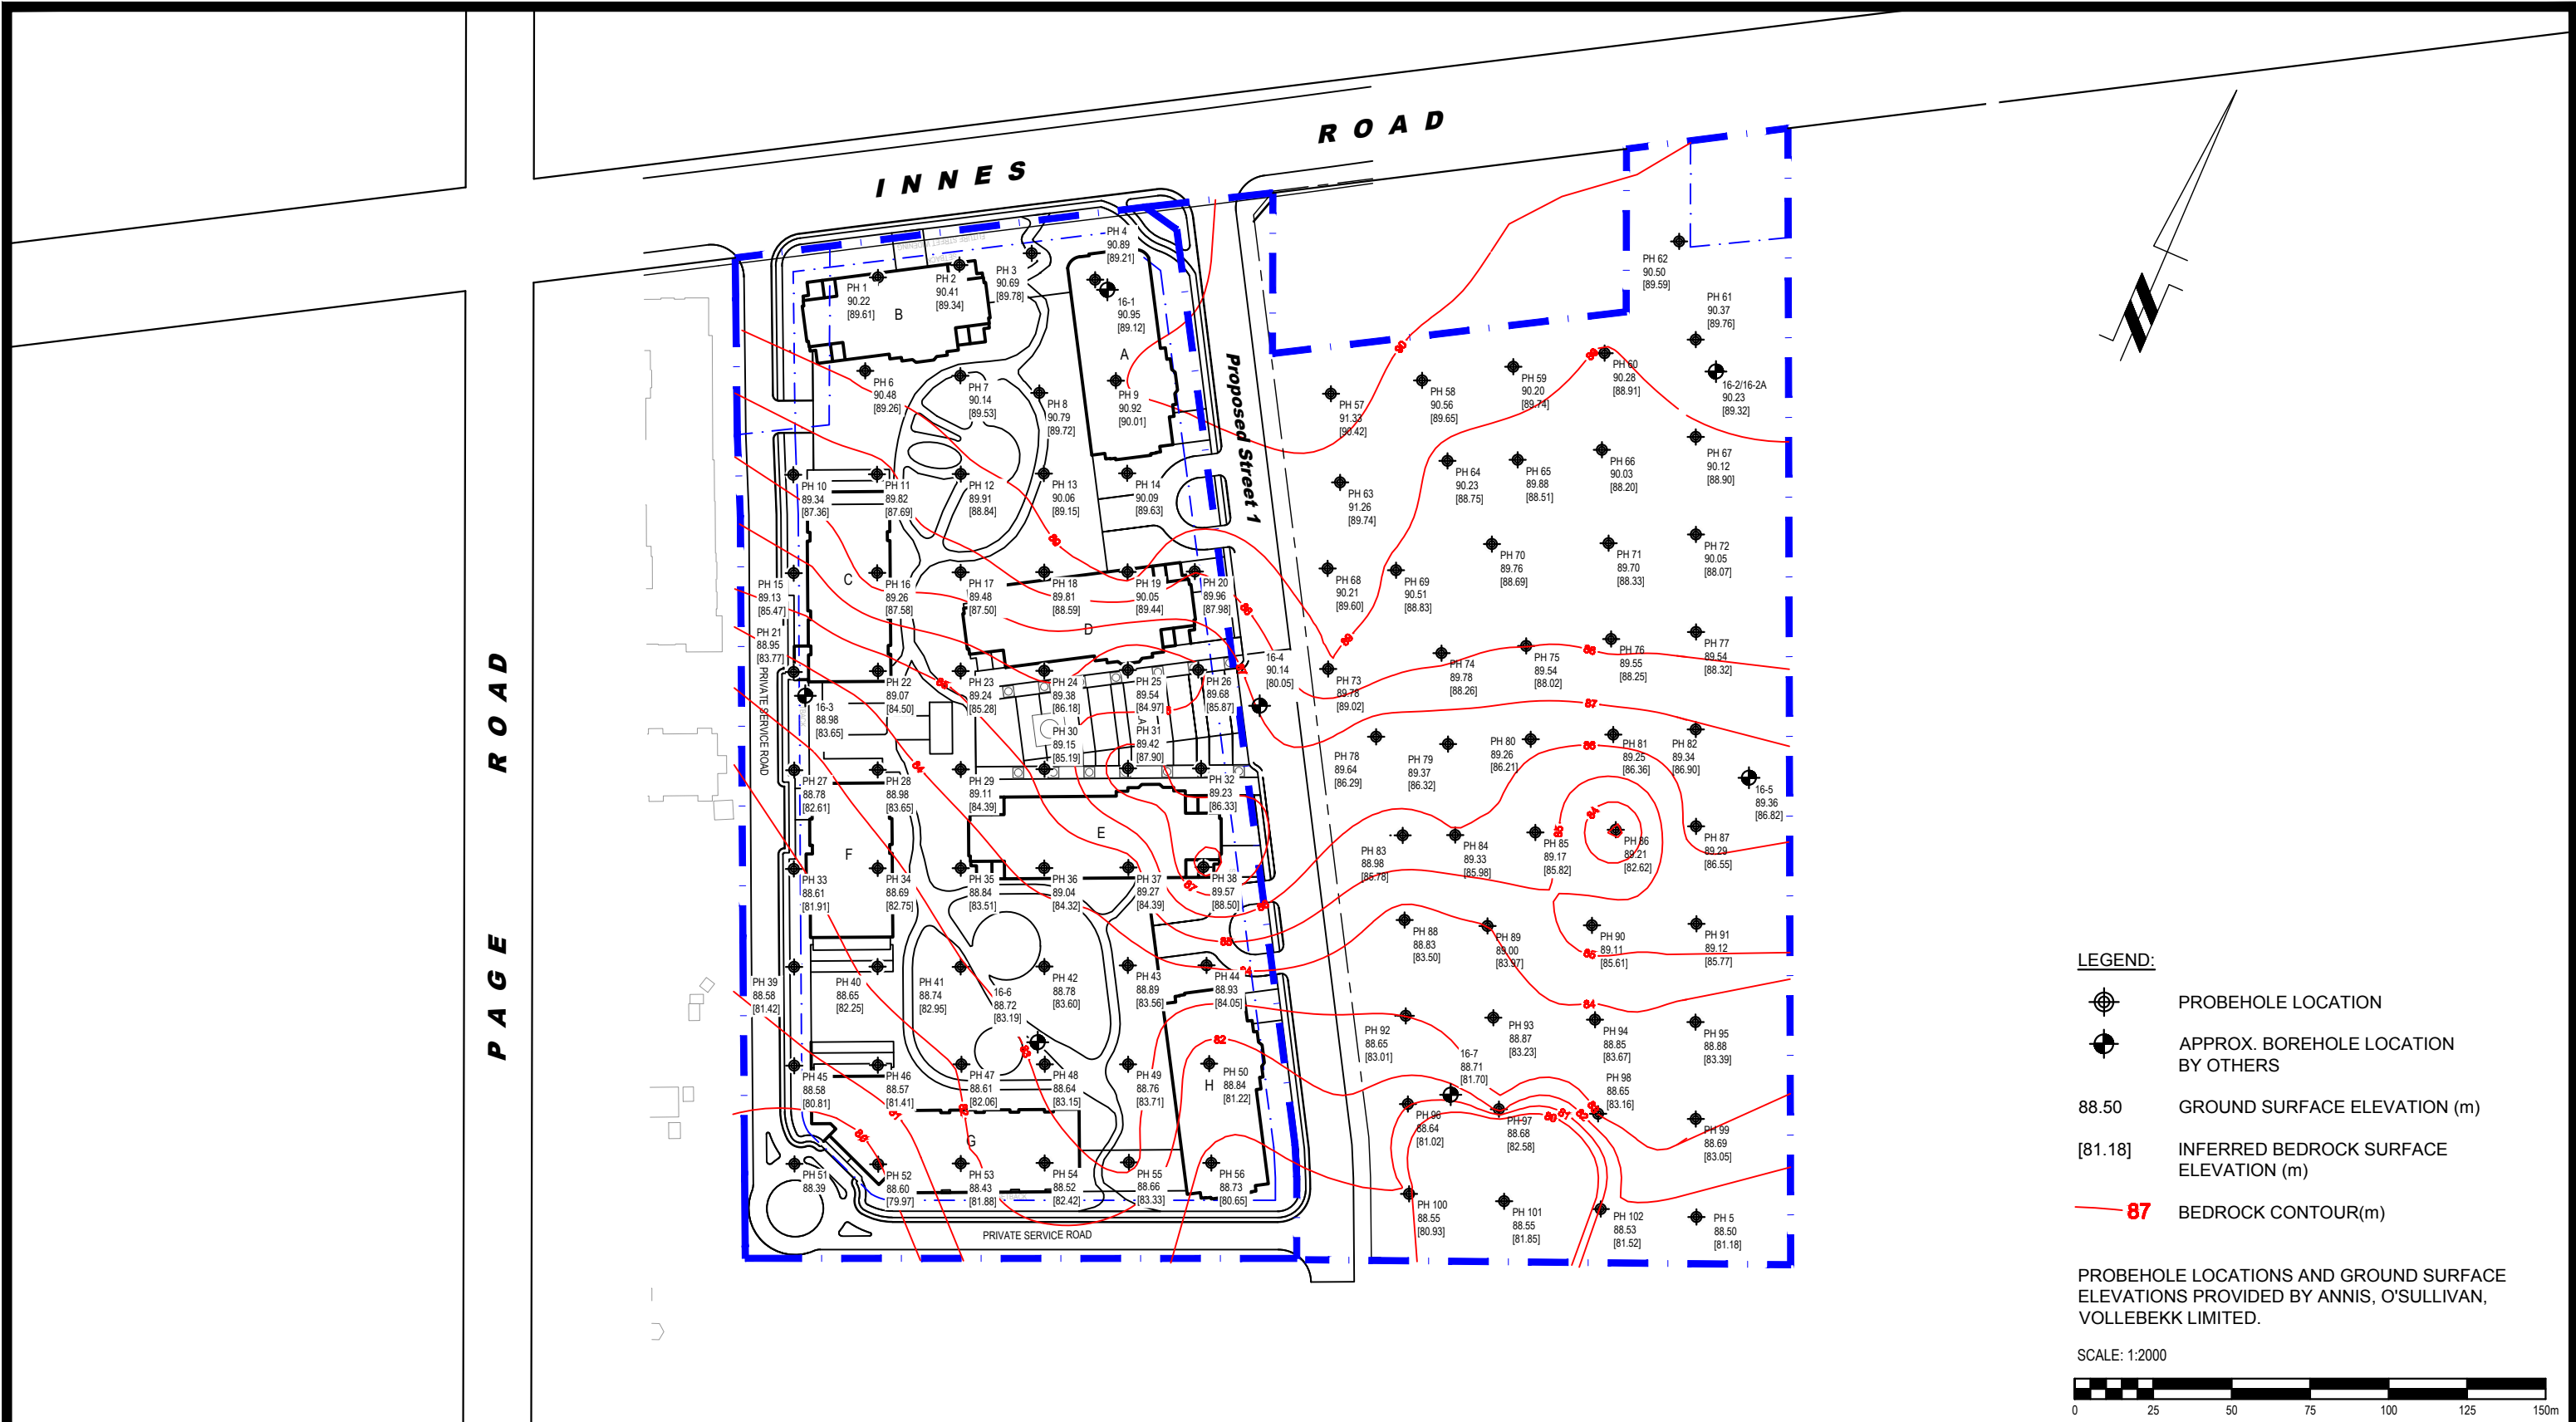 INNES ROAD
PAGE ROAD
Proposed Street 1
PRIVATE SERVICE ROAD
PRIVATE SERVICE ROAD
A
B
C
D
E
F
G
H
PH 1
90.22
[89.61]
PH 2
90.41
[89.34]
PH 3
90.69
[89.78]
PH 4
90.89
[89.21]
16-1
90.95
[89.12]
PH 6
90.48
[89.26]
PH 7
90.14
[89.53]
PH 8
90.79
[89.72]
PH 9
90.92
[90.01]
PH 10
89.34
[87.36]
PH 11
89.82
[87.69]
PH 12
89.91
[88.84]
PH 13
90.06
[89.15]
PH 14
90.09
[89.63]
PH 15
89.13
[85.47]
PH 16
89.26
[87.58]
PH 17
89.48
[87.50]
PH 18
89.81
[88.59]
PH 19
90.05
[89.44]
PH 20
89.96
[87.98]
PH 21
88.95
[83.77]
16-3
88.98
[83.65]
PH 22
89.07
[84.50]
PH 23
89.24
[85.28]
PH 24
89.38
[86.18]
PH 25
89.54
[84.97]
PH 26
89.68
[85.87]
16-4
90.14
[80.05]
PH 27
88.78
[82.61]
PH 28
88.98
[83.65]
PH 29
89.11
[84.39]
PH 30
89.15
[85.19]
PH 31
89.42
[87.90]
PH 32
89.23
[86.33]
PH 33
88.61
[81.91]
PH 34
88.69
[82.75]
PH 35
88.84
[83.51]
PH 36
89.04
[84.32]
PH 37
89.27
[84.39]
PH 38
89.57
[88.50]
PH 39
88.58
[81.42]
PH 40
88.65
[82.25]
PH 41
88.74
[82.95]
16-6
88.72
[83.19]
PH 42
88.78
[83.60]
PH 43
88.89
[83.56]
PH 44
88.93
[84.05]
PH 45
88.58
[80.81]
PH 46
88.57
[81.41]
PH 47
88.61
[82.06]
PH 48
88.64
[83.15]
PH 49
88.76
[83.71]
PH 50
88.84
[81.22]
PH 51
88.39
PH 52
88.60
[79.97]
PH 53
88.43
[81.88]
PH 54
88.52
[82.42]
PH 55
88.66
[83.33]
PH 56
88.73
[80.65]
PH 57
91.33
[90.42]
PH 58
90.56
[89.65]
PH 59
90.20
[89.74]
PH 60
90.28
[88.91]
PH 61
90.37
[89.76]
PH 62
90.50
[89.59]
16-2/16-2A
90.23
[89.32]
PH 63
91.26
[89.74]
PH 64
90.23
[88.75]
PH 65
89.88
[88.51]
PH 66
90.03
[88.20]
PH 67
90.12
[88.90]
PH 68
90.21
[89.60]
PH 69
90.51
[88.83]
PH 70
89.76
[88.69]
PH 71
89.70
[88.33]
PH 72
90.05
[88.07]
PH 73
89.78
[89.02]
PH 74
89.78
[88.26]
PH 75
89.54
[88.02]
PH 76
89.55
[88.25]
PH 77
89.54
[88.32]
PH 78
89.64
[86.29]
PH 79
89.37
[86.32]
PH 80
89.26
[86.21]
PH 81
89.25
[86.36]
PH 82
89.34
[86.90]
16-5
89.36
[86.82]
PH 83
88.98
[85.78]
PH 84
89.33
[85.98]
PH 85
89.17
[85.82]
PH 86
89.21
[82.62]
PH 87
89.29
[86.55]
PH 88
88.83
[83.50]
PH 89
89.00
[83.97]
PH 90
89.11
[85.61]
PH 91
89.12
[85.77]
PH 92
88.65
[83.01]
PH 93
88.87
[83.23]
PH 94
88.85
[83.67]
PH 95
88.88
[83.39]
16-7
88.71
[81.70]
PH 96
88.64
[81.02]
PH 97
88.68
[82.58]
PH 98
88.65
[83.16]
PH 99
88.69
[83.05]
PH 100
88.55
[80.93]
PH 101
88.55
[81.85]
PH 102
88.53
[81.52]
PH 5
88.50
[81.18]
LEGEND:
PROBEHOLE LOCATION
APPROX. BOREHOLE LOCATION
BY OTHERS
88.50 GROUND SURFACE ELEVATION (m)
[81.18] INFERRED BEDROCK SURFACE
ELEVATION (m)
87 BEDROCK CONTOUR(m)
PROBEHOLE LOCATIONS AND GROUND SURFACE
ELEVATIONS PROVIDED BY ANNIS, O'SULLIVAN,
VOLLEBEKK LIMITED.
SCALE: 1:2000
0 25 50 75 100 125 150m